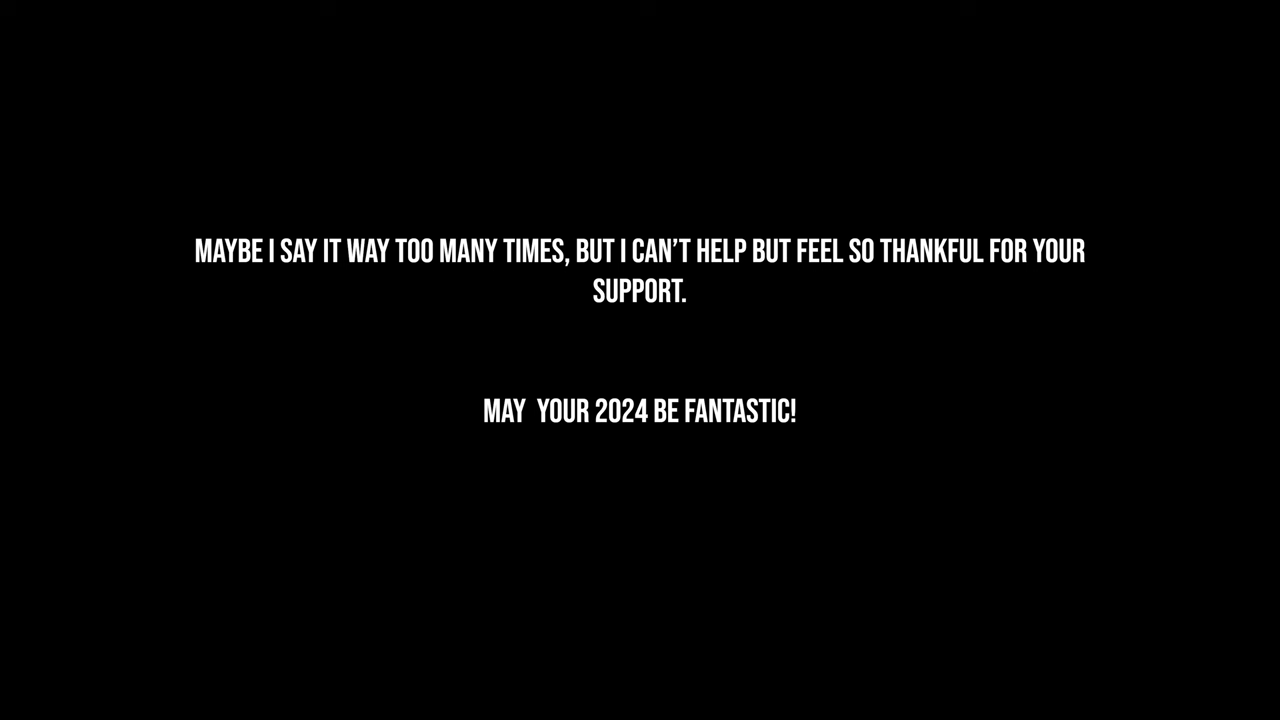 MAYBE I SAY IT WAY TOO MANY TIMES, BUT I CAN'T HELP BUT FEEL SO THANKFUL FOR YOUR
SUPPORT.
MAY  YOUR 2024 BE FANTASTIC!